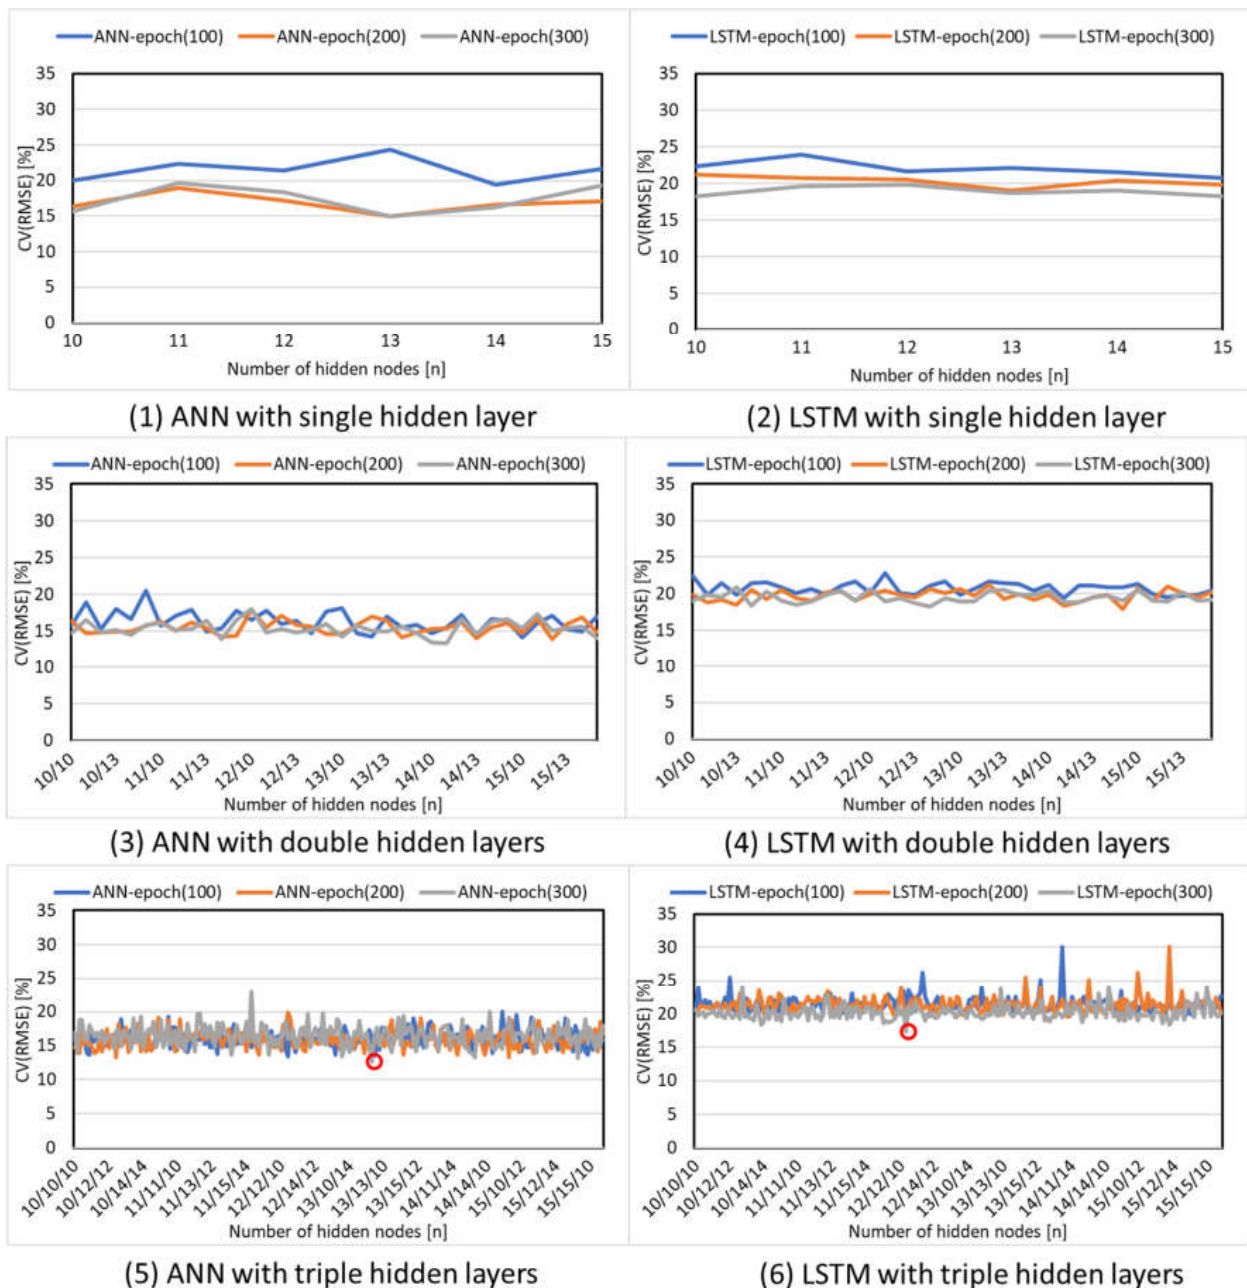 ANN-epoch(100) ANN-epoch(200) ANN-epoch(300)
35
30
25
20
15
10
5
0
CV(RMSE) [%]
10 11 12 13 14 15
Number of hidden nodes [n]
(1) ANN with single hidden layer
LSTM-epoch(100) LSTM-epoch(200) LSTM-epoch(300)
35
30
25
20
15
10
5
0
CV(RMSE) [%]
10 11 12 13 14 15
Number of hidden nodes [n]
(2) LSTM with single hidden layer
ANN-epoch(100) ANN-epoch(200) ANN-epoch(300)
35
30
25
20
15
10
5
0
CV(RMSE) [%]
10/10 10/13 11/10 11/13 12/10 12/13 13/10 13/13 14/10 14/13 15/10 15/13
Number of hidden nodes [n]
(3) ANN with double hidden layers
LSTM-epoch(100) LSTM-epoch(200) LSTM-epoch(300)
35
30
25
20
15
10
5
0
CV(RMSE) [%]
10/10 10/13 11/10 11/13 12/10 12/13 13/10 13/13 14/10 14/13 15/10 15/13
Number of hidden nodes [n]
(4) LSTM with double hidden layers
ANN-epoch(100) ANN-epoch(200) ANN-epoch(300)
35
30
25
20
15
10
5
0
CV(RMSE) [%]
10/10/10 10/12/12 10/14/14 11/11/10 11/13/12 11/15/14 12/12/10 12/14/12 13/10/14 13/13/10 13/15/12 14/11/14 14/14/10 15/10/12 15/12/14 15/15/10
Number of hidden nodes [n]
(5) ANN with triple hidden layers
LSTM-epoch(100) LSTM-epoch(200) LSTM-epoch(300)
35
30
25
20
15
10
5
0
CV(RMSE) [%]
10/10/10 10/12/12 10/14/14 11/11/10 11/13/12 11/15/14 12/12/10 12/14/12 13/10/14 13/13/10 13/15/12 14/11/14 14/14/10 15/10/12 15/12/14 15/15/10
Number of hidden nodes [n]
(6) LSTM with triple hidden layers